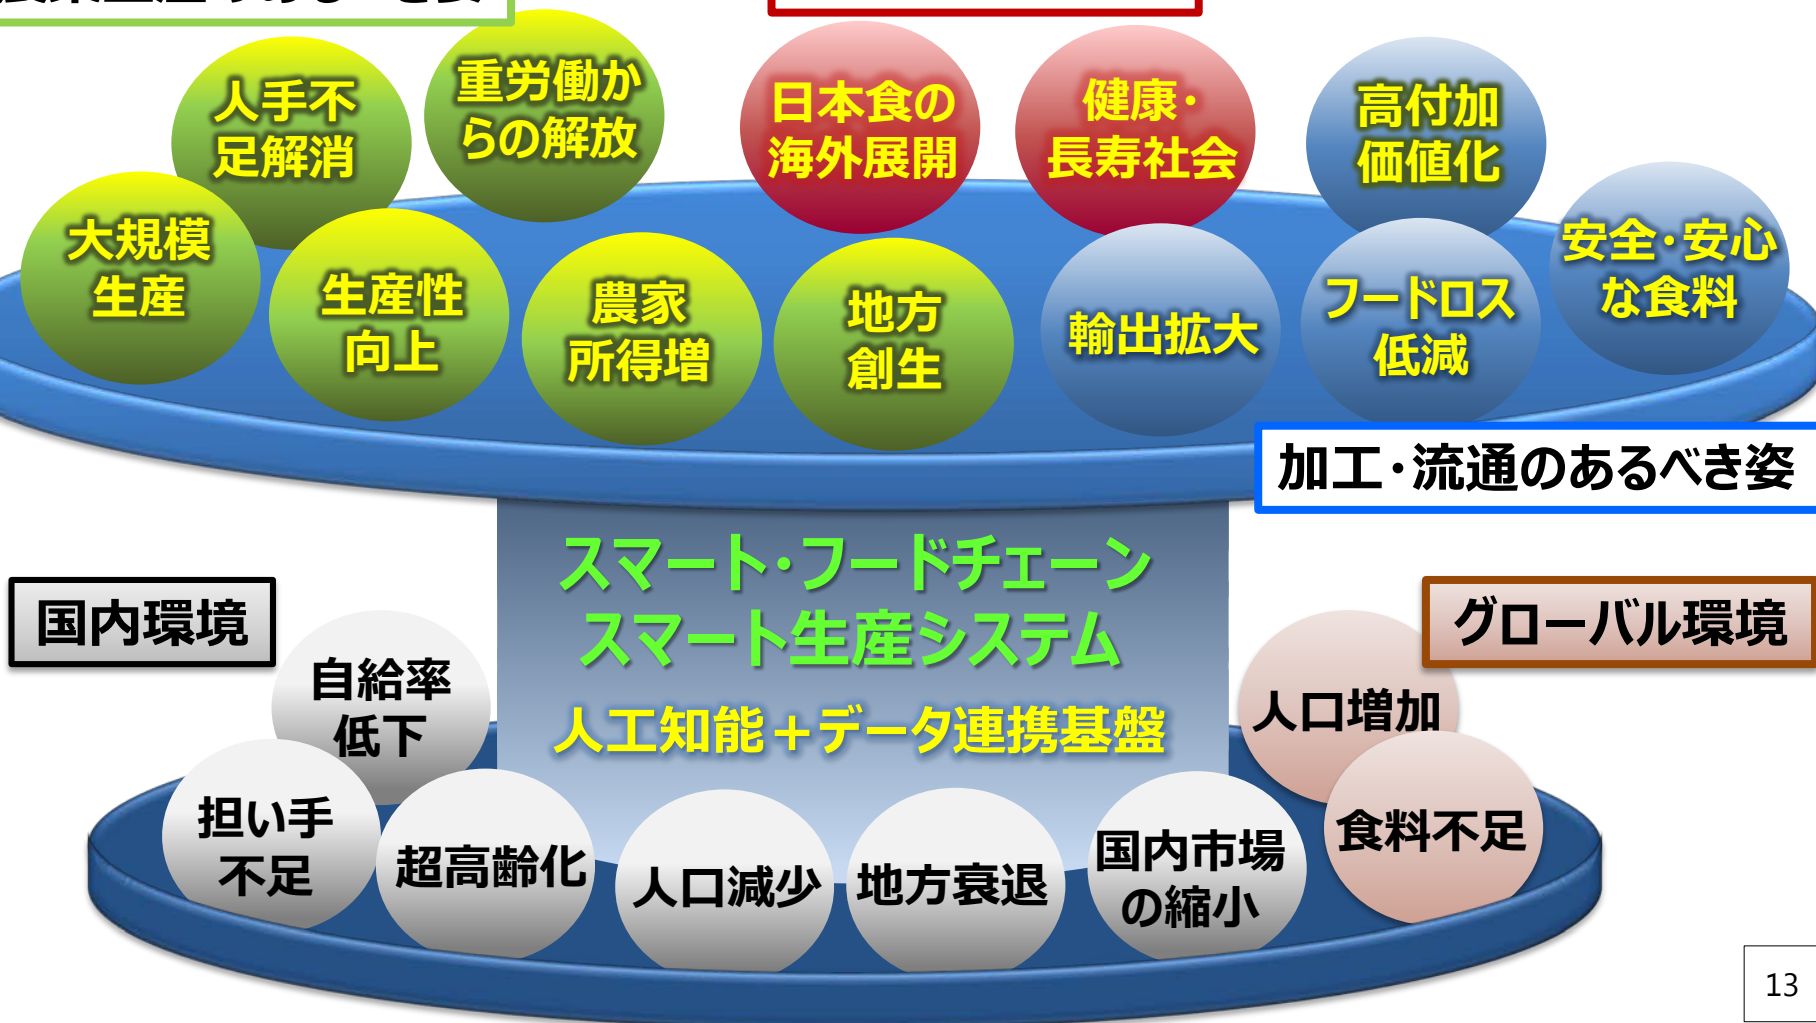 人手不
足解消
重労働か
らの解放
日本食の
海外展開
健康・
長寿社会
高付加
価値化
大規模
生産
生産性
向上
農家
所得増
地方
創生
輸出拡大
フードロス
低減
安全・安心
な食料
加工・流通のあるべき姿
スマート・フードチェーン
スマート生産システム
人工知能＋データ連携基盤
国内環境
グローバル環境
自給率
低下
担い手
不足
超高齢化
人口減少
地方衰退
国内市場
の縮小
人口増加
食料不足
13